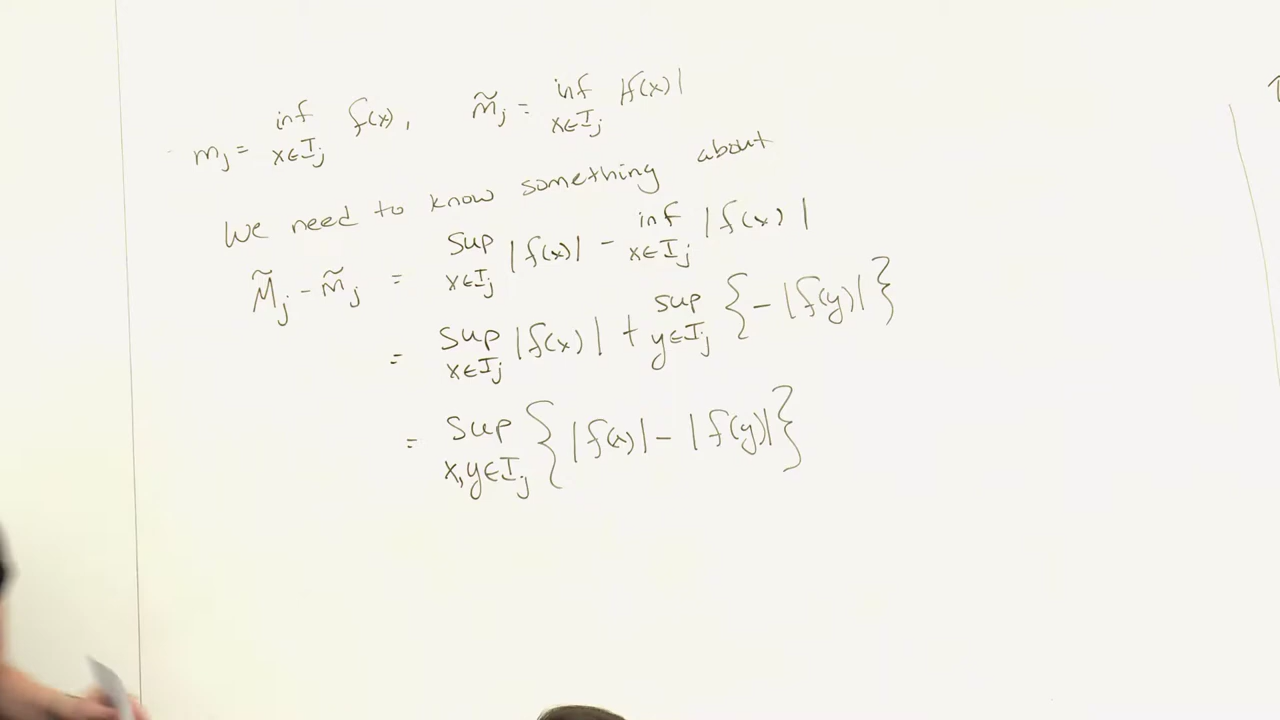 m_j = inf_{x∈I_j} f(x), m̃_j = inf_{x∈I_j} |f(x)|
We need to know something about
M̃_j - m̃_j = sup_{x∈I_j} |f(x)| - inf_{x∈I_j} |f(x)|
= sup_{x∈I_j} |f(x)| + sup_{y∈I_j} {- |f(y)|}
= sup_{x,y∈I_j} {|f(x)| - |f(y)|}